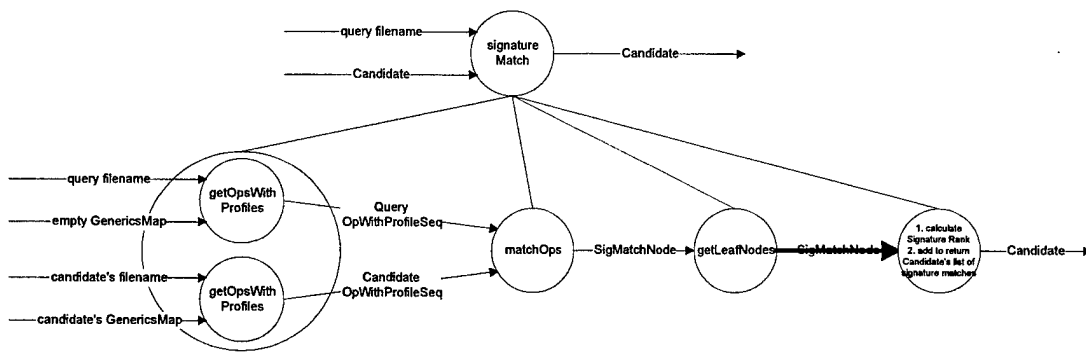 query filename
signature
Match
Candidate
Candidate
query filename
getOpsWith
Profiles
empty GenericsMap
Query
OpWithProfileSeq
candidate's filename
getOpsWith
Profiles
candidate's GenericsMap
Candidate
OpWithProfileSeq
matchOps
SigMatchNode
getLeafNodes
SigMatchNode
1. calculate
Signature Rank
2. add to return
Candidate's list of
signature matches
Candidate